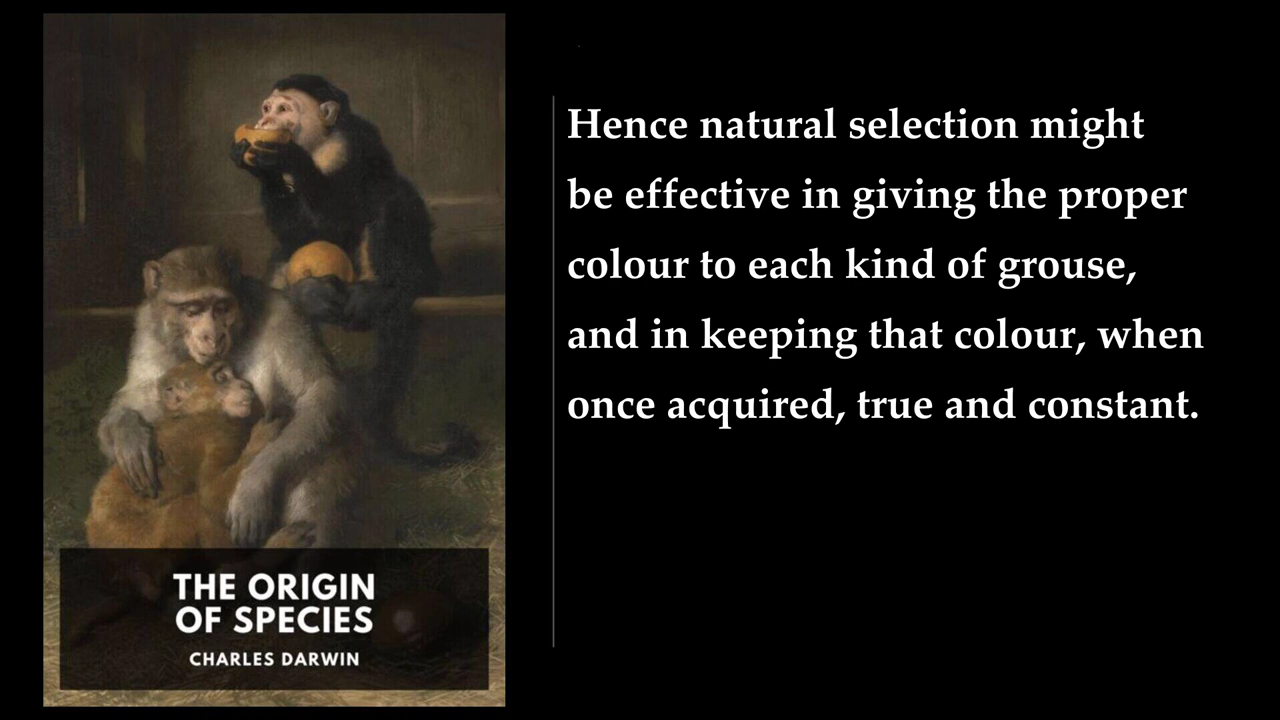 THE ORIGIN
OF SPECIES
CHARLES DARWIN
Hence natural selection might
be effective in giving the proper
colour to each kind of grouse,
and in keeping that colour, when
once acquired, true and constant.